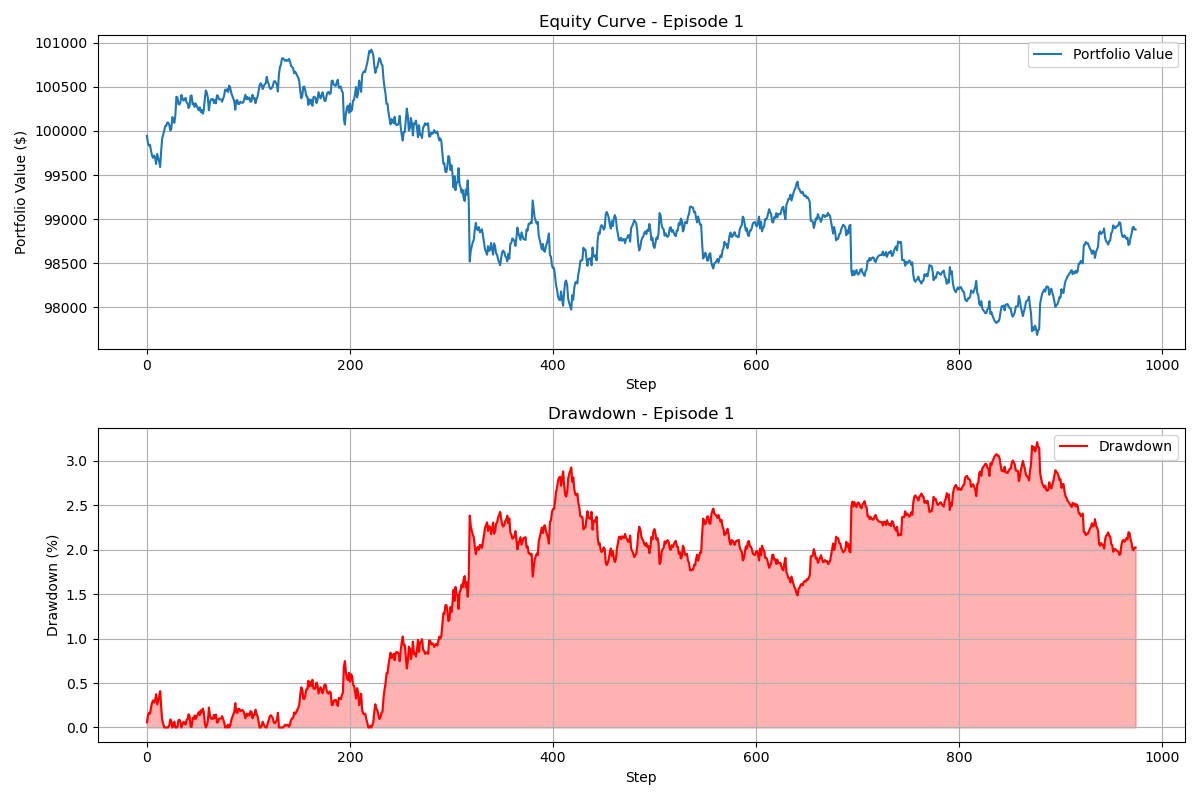 Equity Curve - Episode 1
Portfolio Value ($)
101000
100500
100000
99500
99000
98500
98000
Portfolio Value
0 200 400 600 800 1000
Step
Drawdown - Episode 1
Drawdown (%)
3.0
2.5
2.0
1.5
1.0
0.5
0.0
Drawdown
0 200 400 600 800 1000
Step